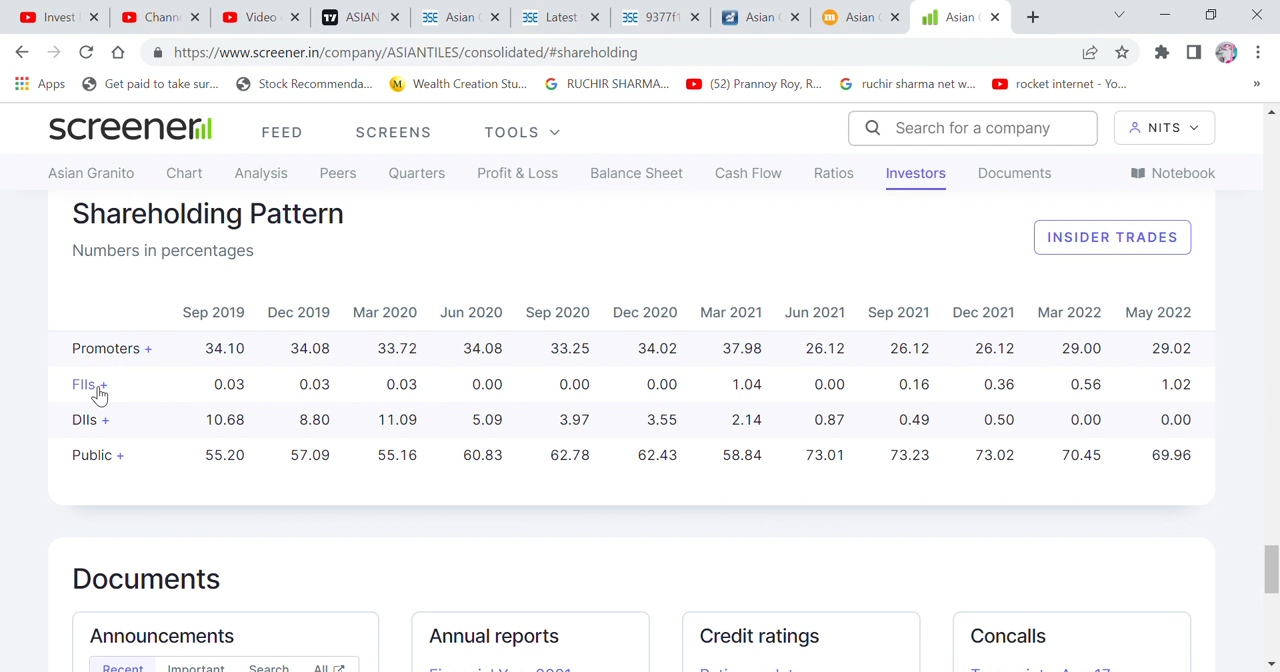 Invest
Chann
Video
ASIAN
Asian
Latest
9377f1
Asian
Asian
Asian
https://www.screener.in/company/ASIANTILES/consolidated/#shareholding
Apps Get paid to take sur... Stock Recommenda... Wealth Creation Stu... RUCHIR SHARMA... (52) Prannoy Roy, R... ruchir sharma net w... rocket internet - Yo... »
screener FEED SCREENS TOOLS Search for a company NITS
Asian Granito Chart Analysis Peers Quarters Profit & Loss Balance Sheet Cash Flow Ratios Investors Documents Notebook
Shareholding Pattern
Numbers in percentages
INSIDER TRADES
Sep 2019 Dec 2019 Mar 2020 Jun 2020 Sep 2020 Dec 2020 Mar 2021 Jun 2021 Sep 2021 Dec 2021 Mar 2022 May 2022
Promoters + 34.10 34.08 33.72 34.08 33.25 34.02 37.98 26.12 26.12 26.12 29.00 29.02
FIIs + 0.03 0.03 0.03 0.00 0.00 0.00 1.04 0.00 0.16 0.36 0.56 1.02
DIIs + 10.68 8.80 11.09 5.09 3.97 3.55 2.14 0.87 0.49 0.50 0.00 0.00
Public + 55.20 57.09 55.16 60.83 62.78 62.43 58.84 73.01 73.23 73.02 70.45 69.96
Documents
Announcements
Annual reports
Credit ratings
Concalls
Recent Important Search All
Financial Year 2021